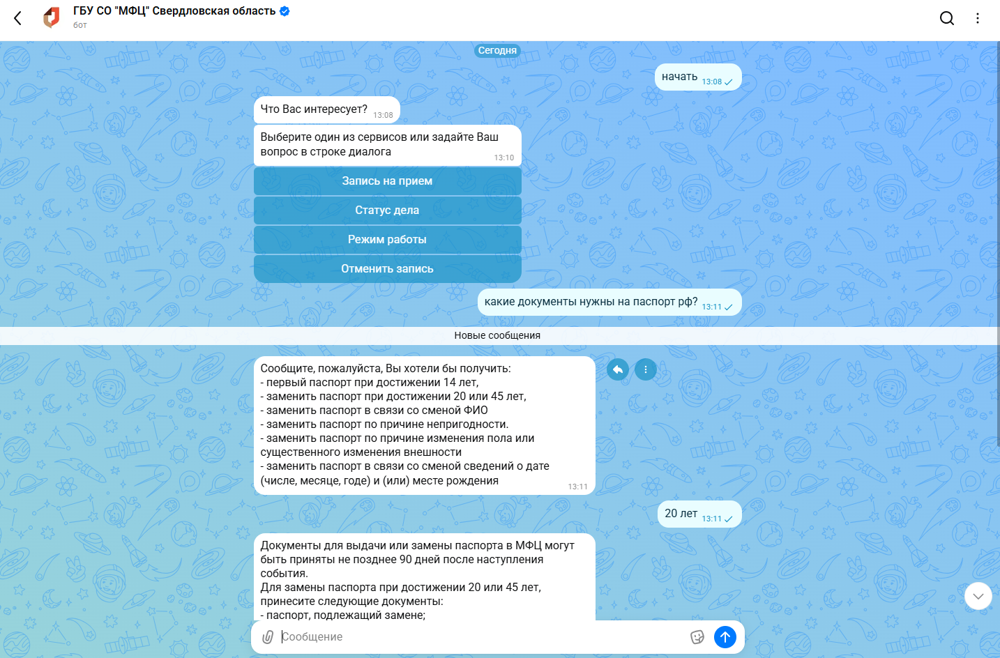 ГБУ СО "МФЦ" Свердловская область
бот
Сегодня
начать 13:08
Что Вас интересует? 13:08
Выберите один из сервисов или задайте Ваш
вопрос в строке диалога
13:10
Запись на прием
Статус дела
Режим работы
Отменить запись
какие документы нужны на паспорт рф? 13:11
Новые сообщения
Сообщите, пожалуйста, Вы хотели бы получить:
- первый паспорт при достижении 14 лет,
- заменить паспорт при достижении 20 или 45 лет,
- заменить паспорт в связи со сменой ФИО
- заменить паспорт по причине непригодности.
- заменить паспорт по причине изменения пола или
существенного изменения внешности
- заменить паспорт в связи со сменой сведений о дате
(числе, месяце, годе) и (или) месте рождения
13:11
20 лет 13:11
Документы для выдачи или замены паспорта в МФЦ могут
быть приняты не позднее 90 дней после наступления
события.
Для замены паспорта при достижении 20 или 45 лет,
принесите следующие документы:
- паспорт, подлежащий замене;
Сообщение